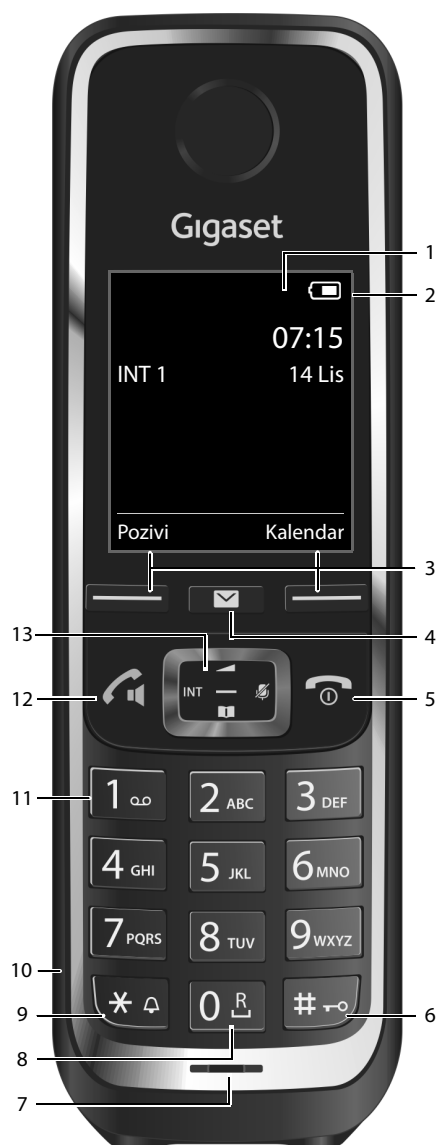 Gigaset
1
2
07:15
INT 1 14 Lis
Pozivi Kalendar
3
4
13
INT
12
5
11
1 2 ABC 3 DEF
4 GHI 5 JKL 6 MNO
7 PQRS 8 TUV 9 WXYZ
10
* 0 R #
9
6
8
7